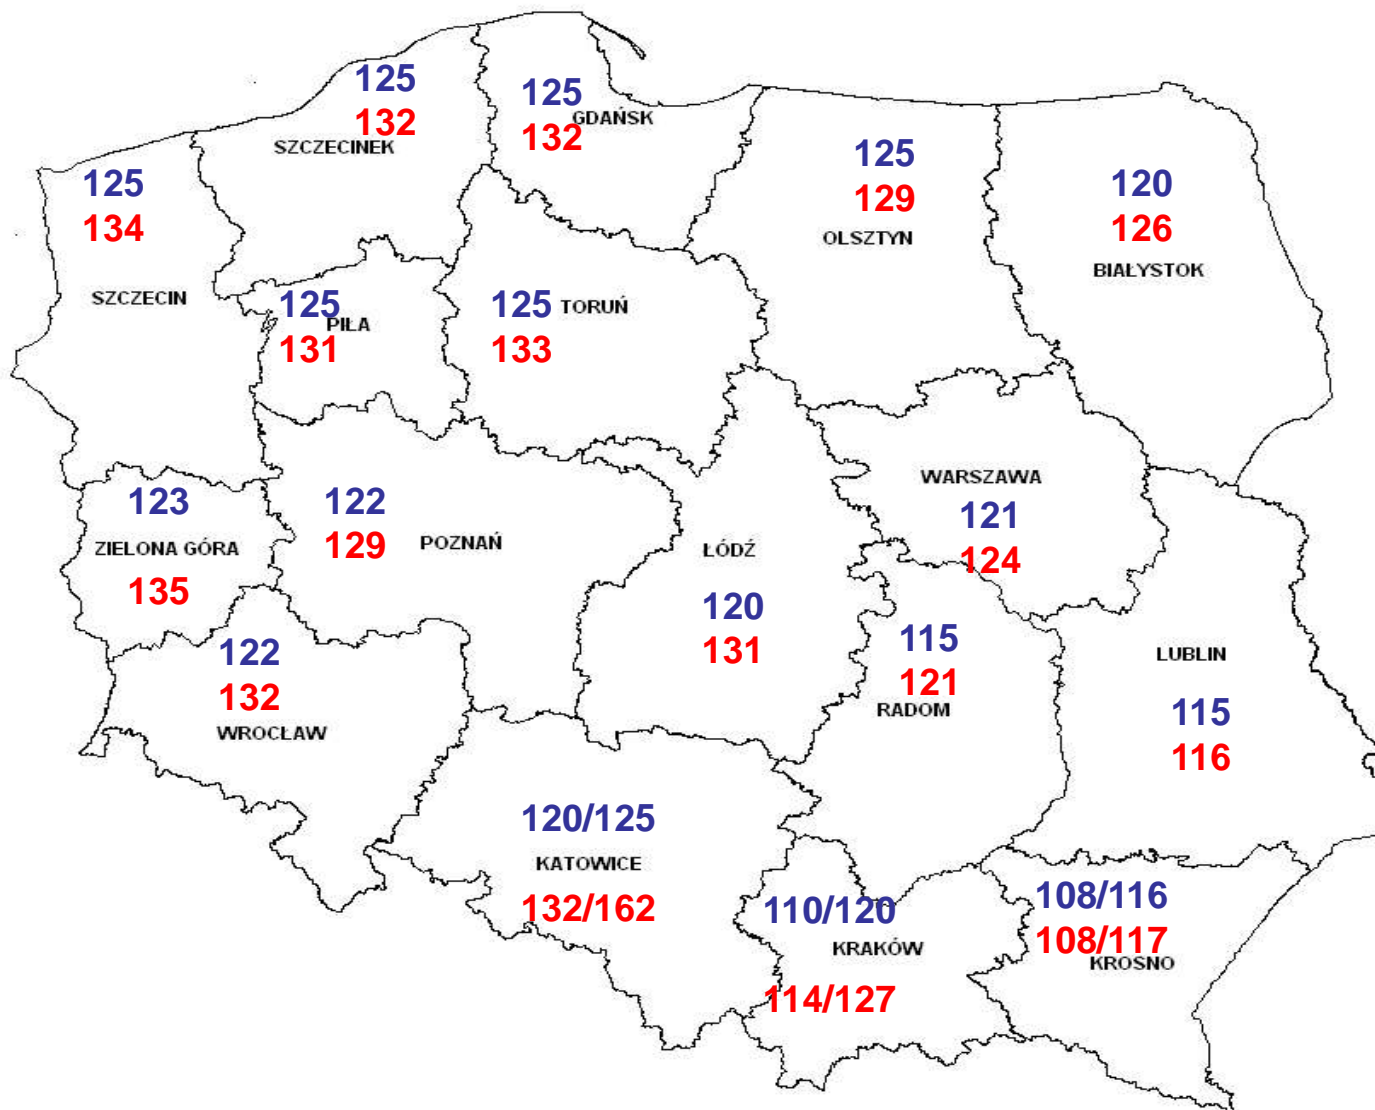 125
132
SZCZECINEK
125
GDAŃSK
132
125
134
SZCZECIN
125
129
OLSZTYN
120
126
BIAŁYSTOK
125
PIŁA
131
125
TORUŃ
133
123
ZIELONA GÓRA
135
122
POZNAŃ
129
ŁÓDŹ
120
131
WARSZAWA
121
124
122
132
WROCŁAW
115
121
RADOM
LUBLIN
115
116
120/125
KATOWICE
132/162
110/120
KRAKÓW
114/127
108/116
108/117
KROSNO